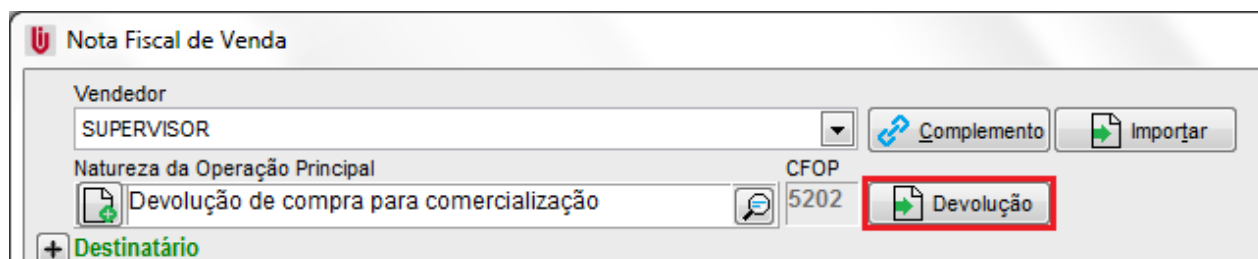 Nota Fiscal de Venda
Vendedor
SUPERVISOR
Complemento
Importar
Natureza da Operação Principal
CFOP
Devolução de compra para comercialização
5202
Devolução
+ Destinatário